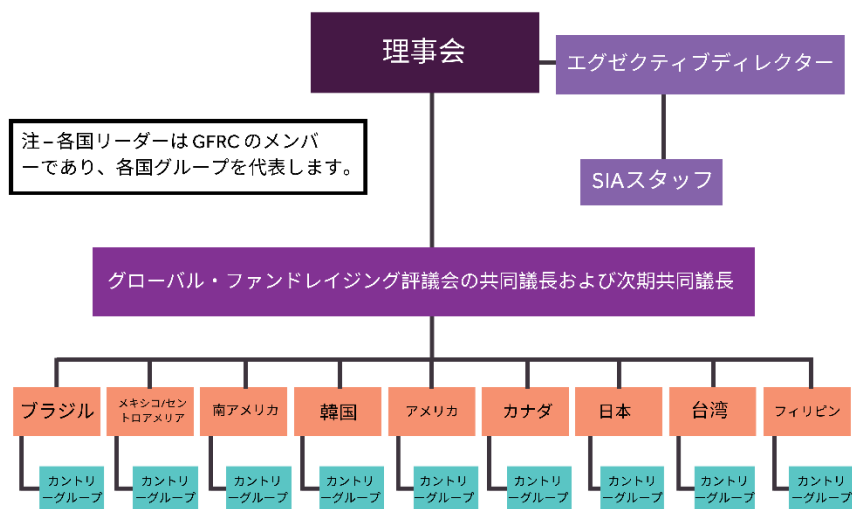 理事会
エグゼクティブディレクター
注 – 各国リーダーは GFRC のメンバ
ーであり、各国グループを代表します。
SIAスタッフ
グローバル・ファンドレイジング評議会の共同議長および次期共同議長
ブラジル
メキシコ/セン
トロアメリア
南アメリカ
韓国
アメリカ
カナダ
日本
台湾
フィリピン
カントリ
ーグループ
カントリ
ーグループ
カントリ
ーグループ
カントリ
ーグループ
カントリ
ーグループ
カントリ
ーグループ
カントリ
ーグループ
カントリ
ーグループ
カントリ
ーグループ